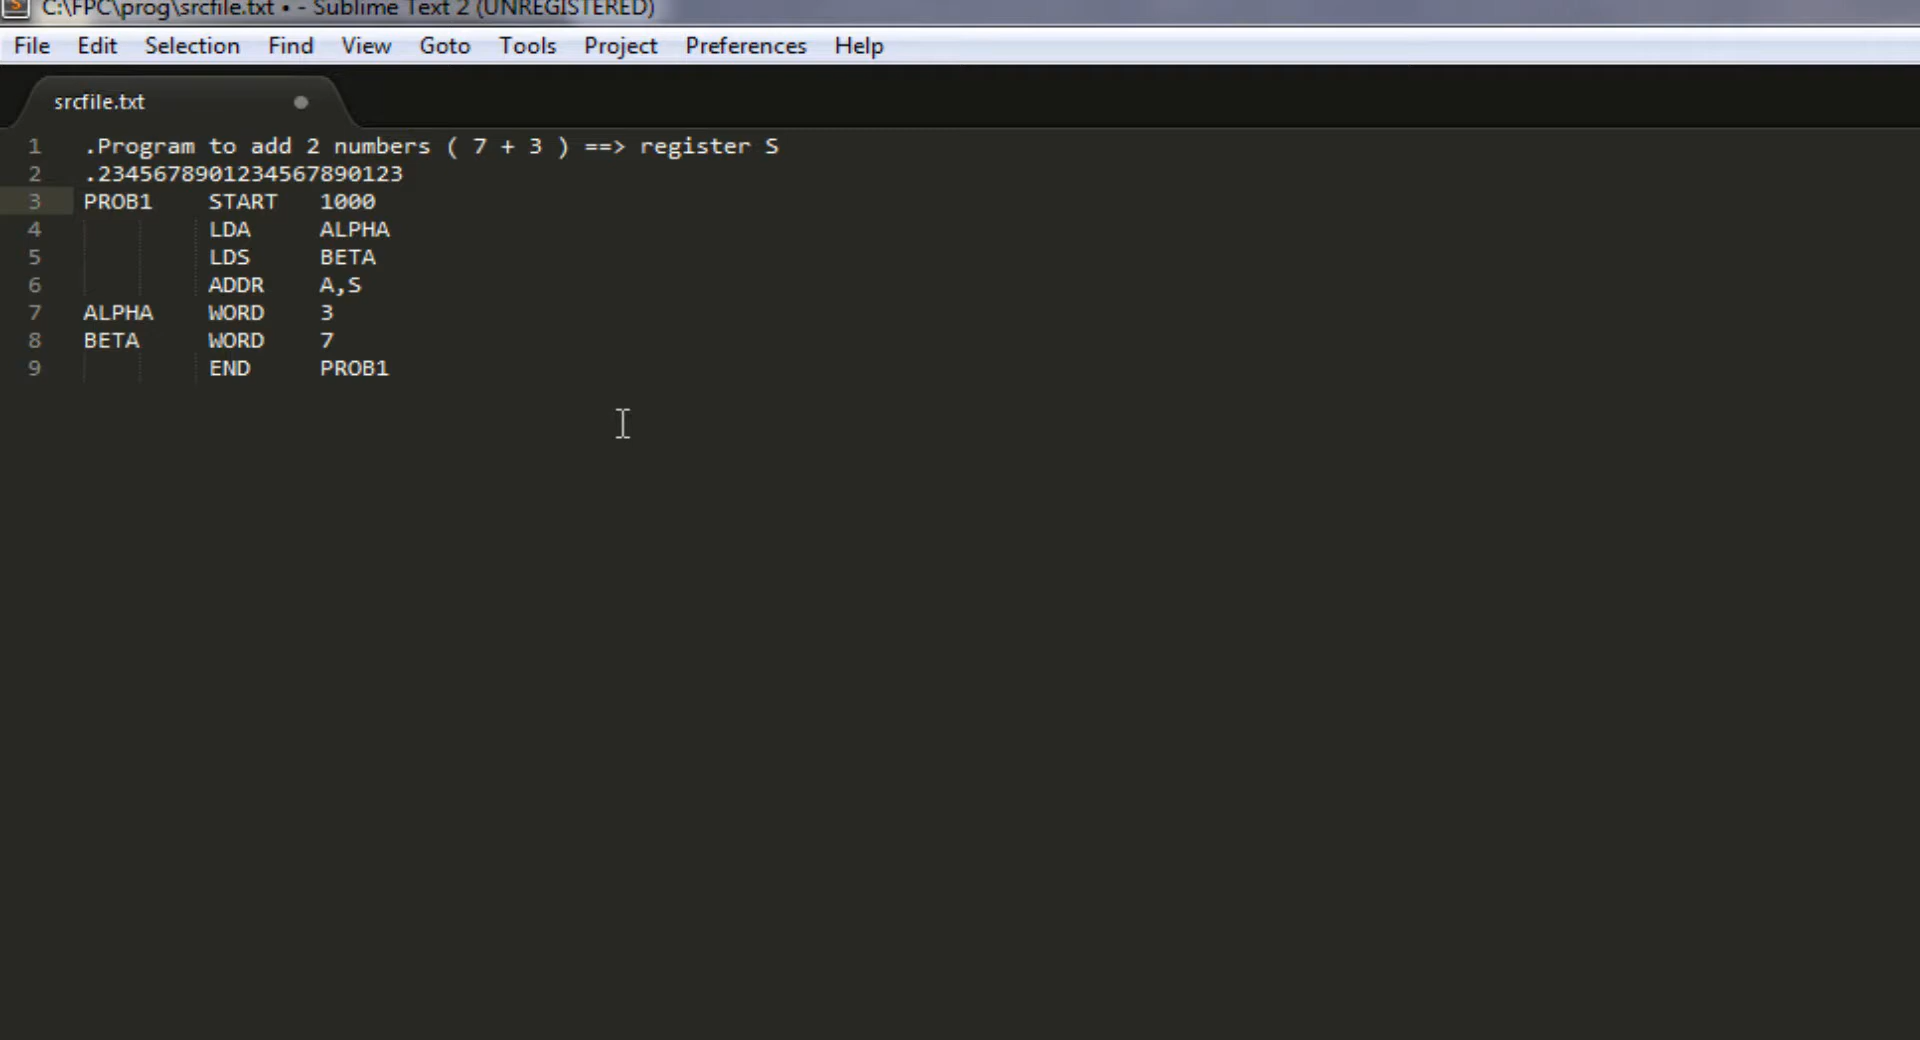 C:\FPC\prog\srcfile.txt • - Sublime Text 2 (UNREGISTERED)
File Edit Selection Find View Goto Tools Project Preferences Help
srcfile.txt
1 .Program to add 2 numbers ( 7 + 3 ) ==> register S
2 .2345678901234567890123
3 PROB1 START 1000
4 LDA ALPHA
5 LDS BETA
6 ADDR A,S
7 ALPHA WORD 3
8 BETA WORD 7
9 END PROB1